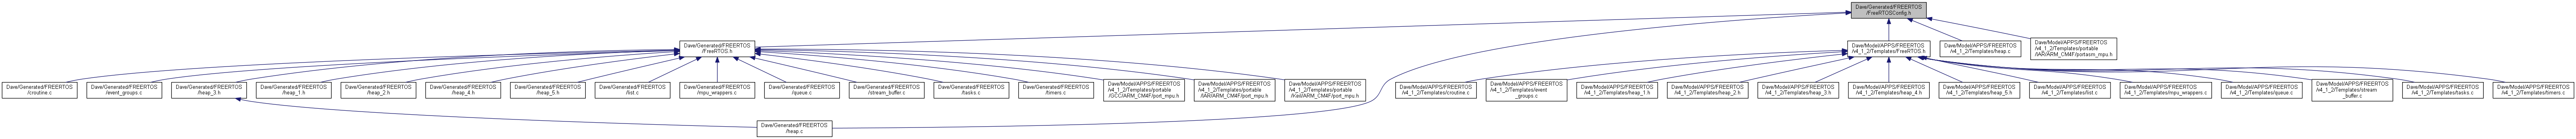 Dave/Generated/FREERTOS
/FreeRTOSConfig.h
Dave/Generated/FREERTOS
/FreeRTOS.h
Dave/Model/APPS/FREERTOS
/v4_1_2/Templates/FreeRTOS.h
Dave/Model/APPS/FREERTOS
/v4_1_2/Templates/heap.c
Dave/Model/APPS/FREERTOS
/v4_1_2/Templates/portable
/IAR/ARM_CM4F/portasm_mpu.h
Dave/Generated/FREERTOS
/croutine.c
Dave/Generated/FREERTOS
/event_groups.c
Dave/Generated/FREERTOS
/heap_3.h
Dave/Generated/FREERTOS
/heap_1.h
Dave/Generated/FREERTOS
/heap_2.h
Dave/Generated/FREERTOS
/heap_4.h
Dave/Generated/FREERTOS
/heap_5.h
Dave/Generated/FREERTOS
/list.c
Dave/Generated/FREERTOS
/mpu_wrappers.c
Dave/Generated/FREERTOS
/queue.c
Dave/Generated/FREERTOS
/stream_buffer.c
Dave/Generated/FREERTOS
/tasks.c
Dave/Generated/FREERTOS
/timers.c
Dave/Model/APPS/FREERTOS
/v4_1_2/Templates/portable
/GCC/ARM_CM4F/port_mpu.h
Dave/Model/APPS/FREERTOS
/v4_1_2/Templates/portable
/IAR/ARM_CM4F/port_mpu.h
Dave/Model/APPS/FREERTOS
/v4_1_2/Templates/portable
/Keil/ARM_CM4F/port_mpu.h
Dave/Model/APPS/FREERTOS
/v4_1_2/Templates/croutine.c
Dave/Model/APPS/FREERTOS
/v4_1_2/Templates/event
_groups.c
Dave/Model/APPS/FREERTOS
/v4_1_2/Templates/heap_1.h
Dave/Model/APPS/FREERTOS
/v4_1_2/Templates/heap_2.h
Dave/Model/APPS/FREERTOS
/v4_1_2/Templates/heap_3.h
Dave/Model/APPS/FREERTOS
/v4_1_2/Templates/heap_4.h
Dave/Model/APPS/FREERTOS
/v4_1_2/Templates/heap_5.h
Dave/Model/APPS/FREERTOS
/v4_1_2/Templates/list.c
Dave/Model/APPS/FREERTOS
/v4_1_2/Templates/mpu_wrappers.c
Dave/Model/APPS/FREERTOS
/v4_1_2/Templates/queue.c
Dave/Model/APPS/FREERTOS
/v4_1_2/Templates/stream
_buffer.c
Dave/Model/APPS/FREERTOS
/v4_1_2/Templates/tasks.c
Dave/Model/APPS/FREERTOS
/v4_1_2/Templates/timers.c
Dave/Generated/FREERTOS
/heap.c